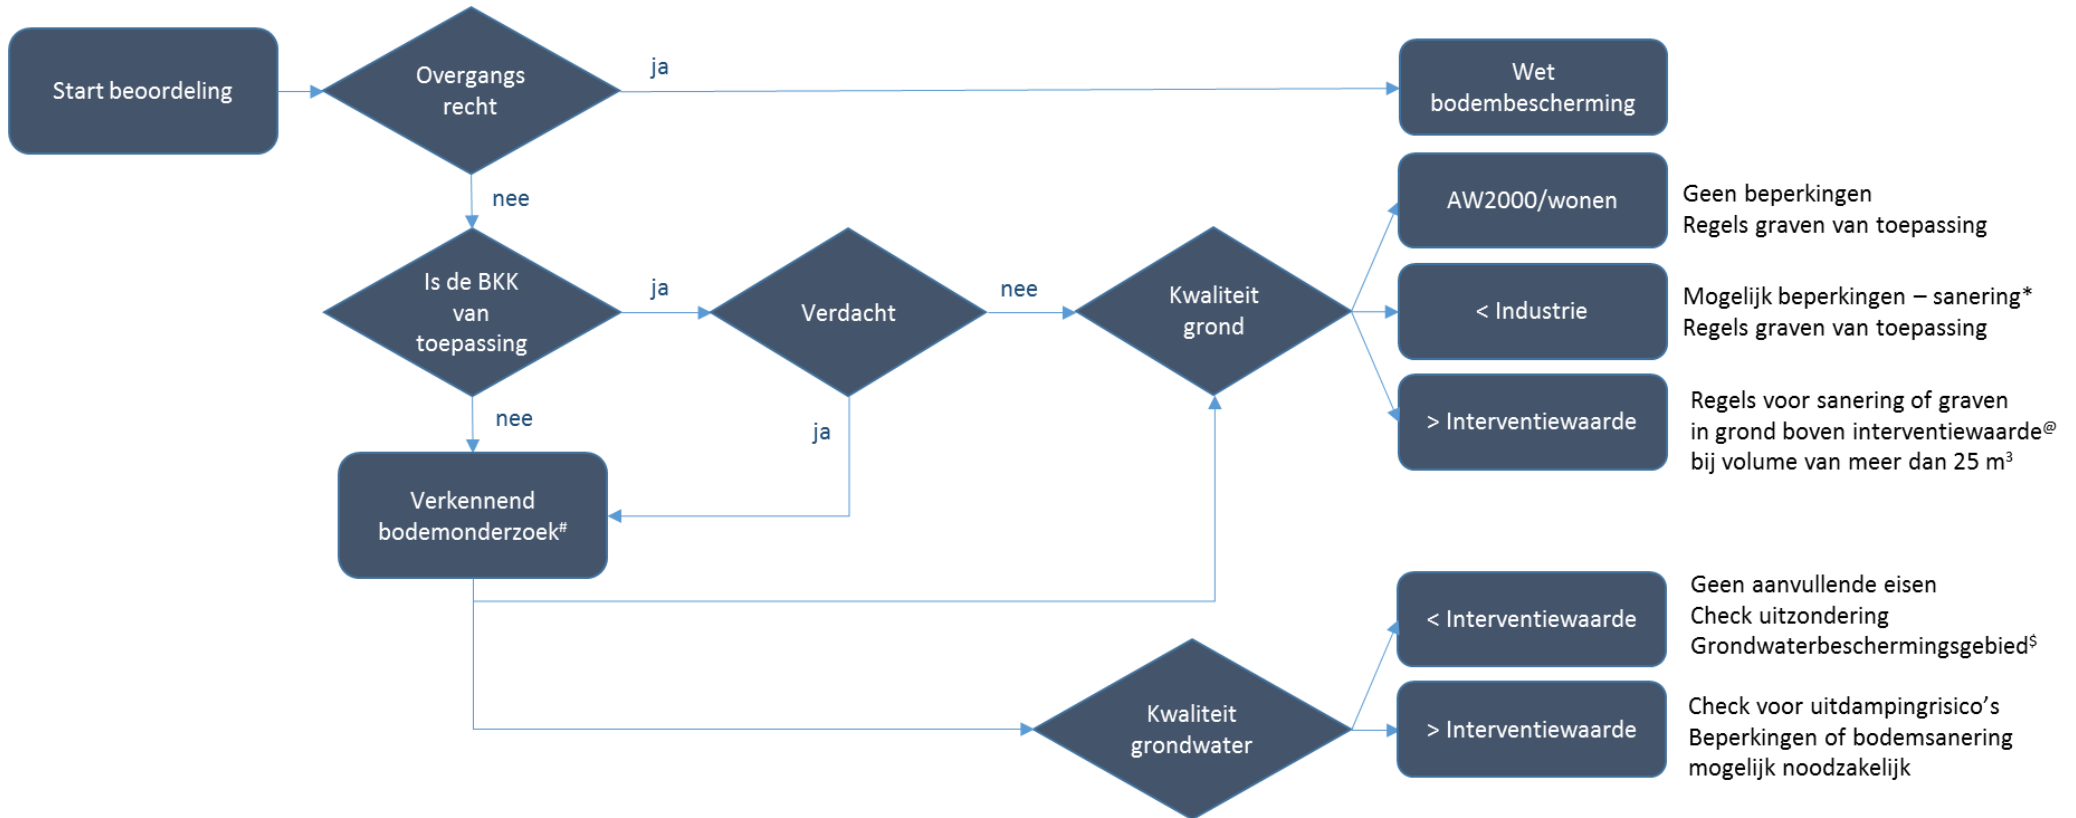 Start beoordeling
Overgangs
recht
ja
Wet
bodembescherming
nee
AW2000/wonen
Geen beperkingen
Regels graven van toepassing
Is de BKK
van
toepassing
ja
Verdacht
nee
Kwaliteit
grond
< Industrie
Mogelijk beperkingen – sanering*
Regels graven van toepassing
> Interventiewaarde
Regels voor sanering of graven
in grond boven interventiewaarde@
bij volume van meer dan 25 m³
nee
ja
Verkennend
bodemonderzoek#
< Interventiewaarde
Geen aanvullende eisen
Check uitzondering
Grondwaterbeschermingsgebied$
Kwaliteit
grondwater
> Interventiewaarde
Check voor uitdampingrisico’s
Beperkingen of bodemsanering
mogelijk noodzakelijk